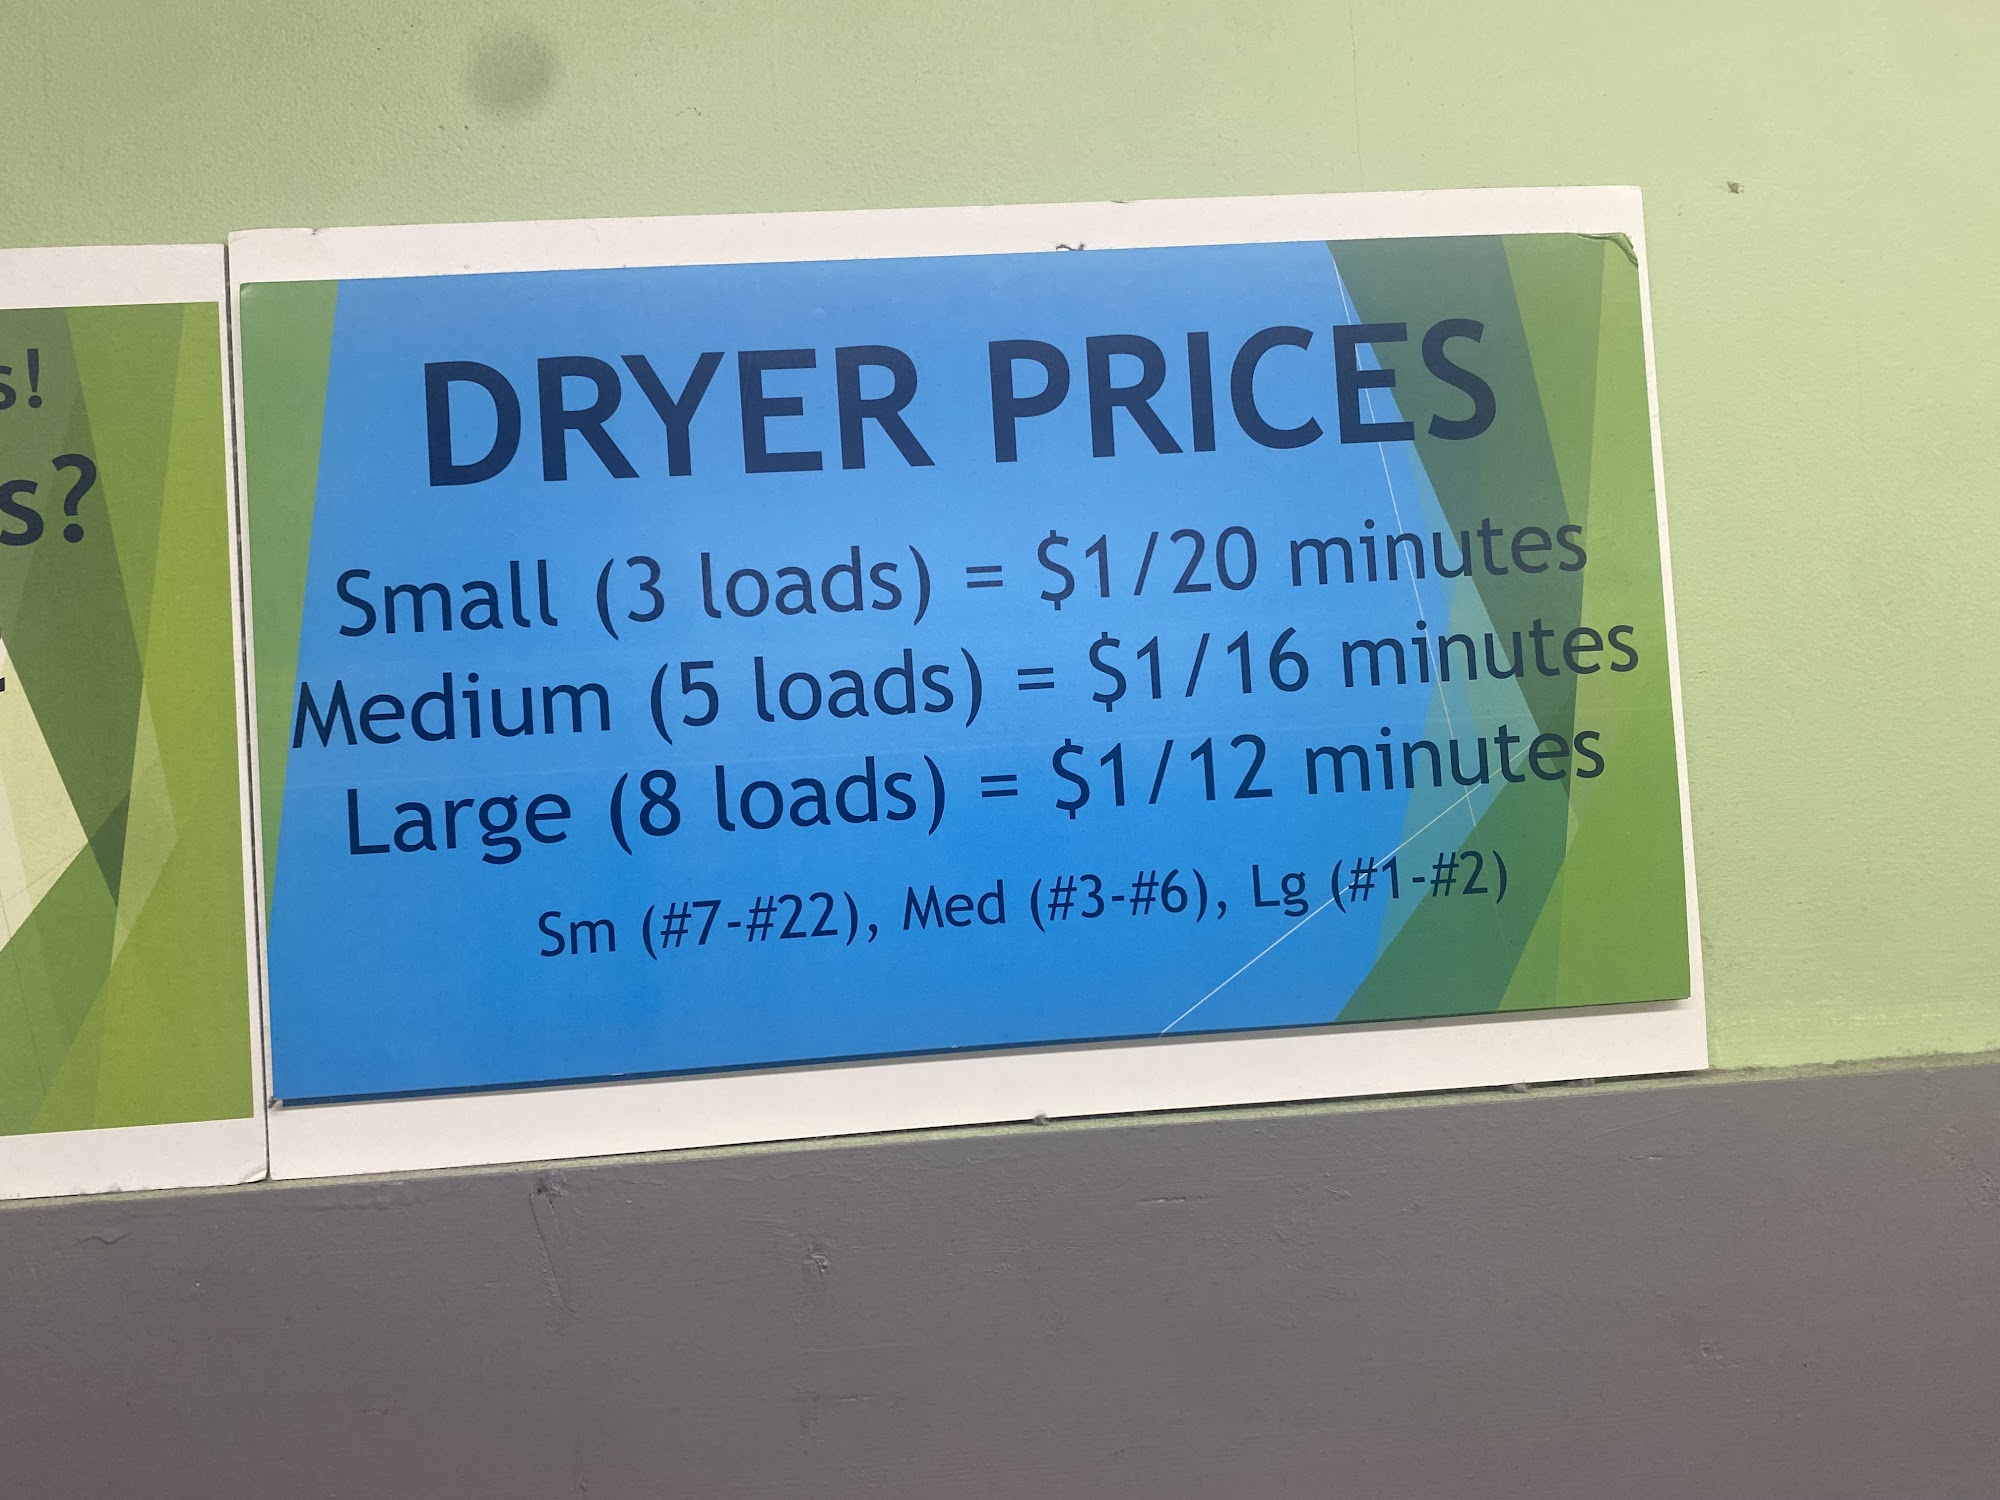 s!
s?
DRYER PRICES
Small (3 loads) = $1/20 minutes
Medium (5 loads) = $1/16 minutes
Large (8 loads) = $1/12 minutes
Sm (#7-#22), Med (#3-#6), Lg (#1-#2)